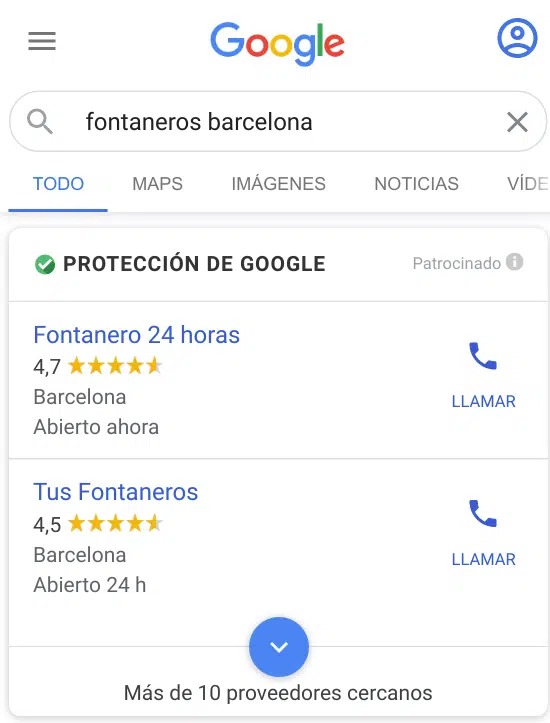 Google
fontaneros barcelona
TODO MAPS IMÁGENES NOTICIAS VÍDE
PROTECCIÓN DE GOOGLE Patrocinado
Fontanero 24 horas
4,7
Barcelona
Abierto ahora
LLAMAR
Tus Fontaneros
4,5
Barcelona
Abierto 24 h
LLAMAR
Más de 10 proveedores cercanos